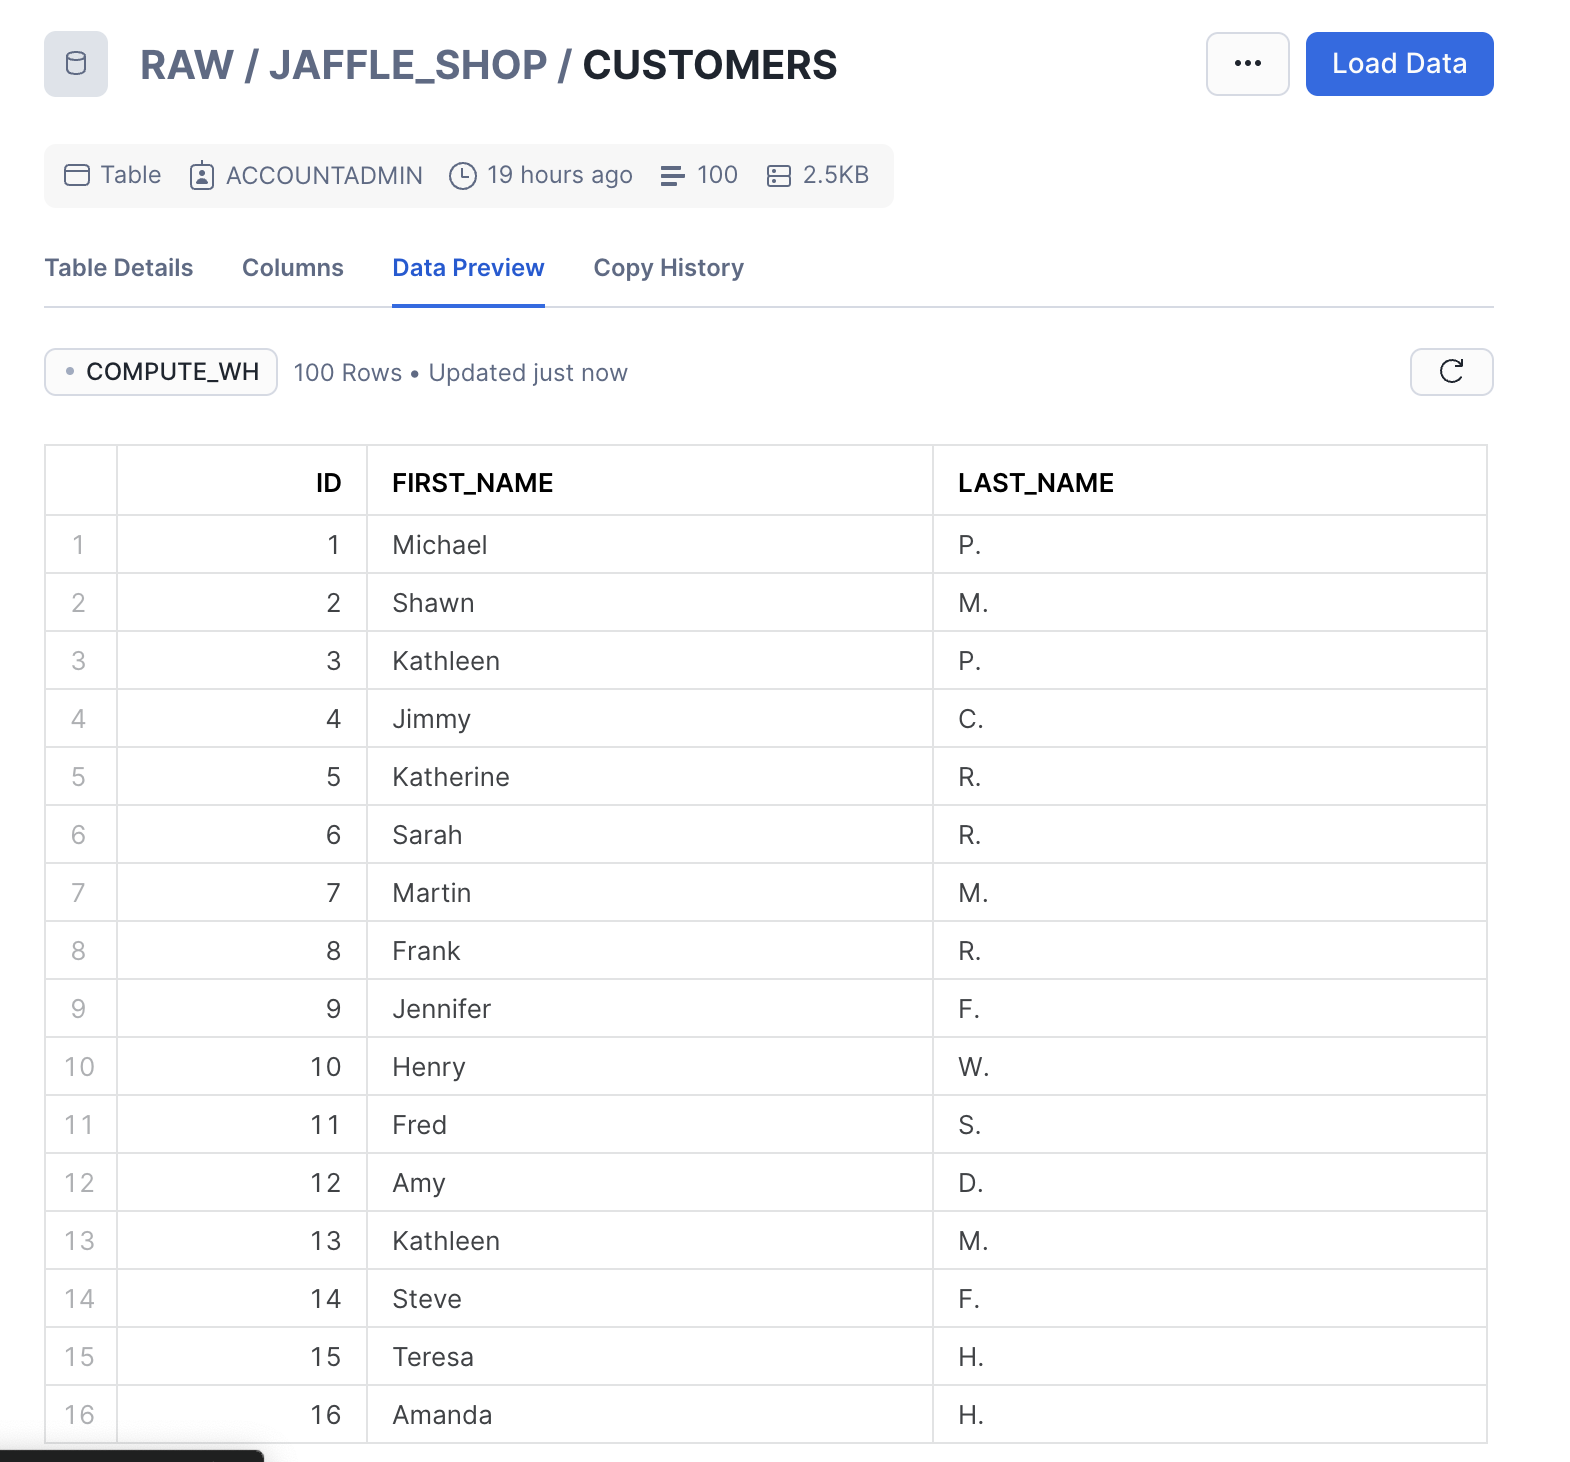 RAW / JAFFLE_SHOP / CUSTOMERS
... Load Data
Table ACCOUNTADMIN 19 hours ago 100 2.5KB
Table Details Columns Data Preview Copy History
COMPUTE_WH 100 Rows • Updated just now
ID FIRST_NAME LAST_NAME
1 1 Michael P.
2 2 Shawn M.
3 3 Kathleen P.
4 4 Jimmy C.
5 5 Katherine R.
6 6 Sarah R.
7 7 Martin M.
8 8 Frank R.
9 9 Jennifer F.
10 10 Henry W.
11 11 Fred S.
12 12 Amy D.
13 13 Kathleen M.
14 14 Steve F.
15 15 Teresa H.
16 16 Amanda H.